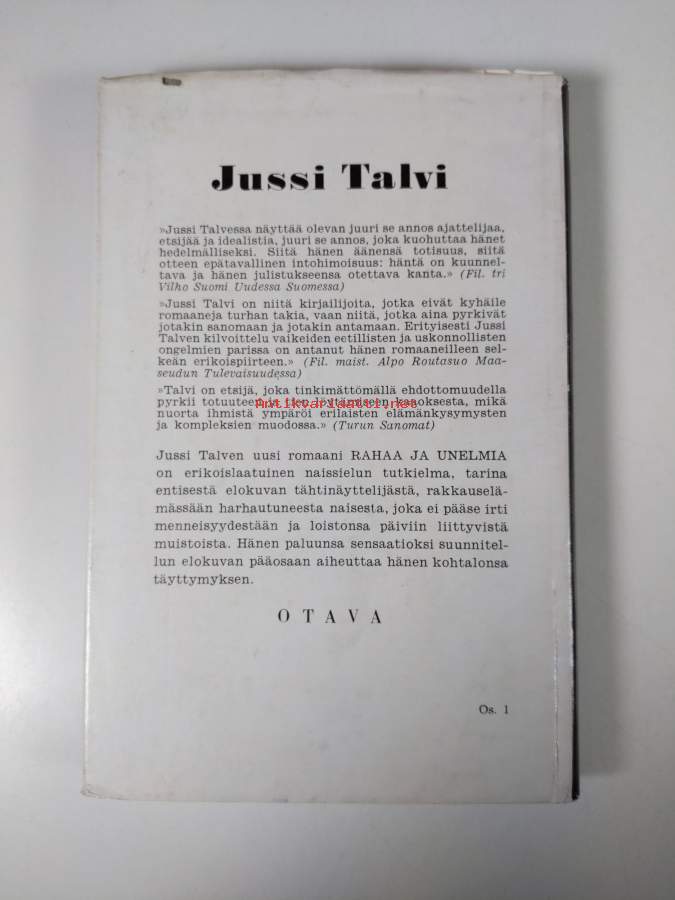 Jussi Talvi
»Jussi Talvessa näyttää olevan juuri se annos ajattelijaa,
etsijää ja idealistia, juuri se annos, joka kuohuttaa hänet
hedelmälliseksi. Siitä hänen äänensä totisuus, siitä
otteen epätavallinen intohimoisuus: häntä on kuunnel-
tava ja hänen julistukseensa otettava kanta.» (Fil. tri
Vilho Suomi Uudessa Suomessa)
»Jussi Talvi on niitä kirjailijoita, jotka eivät kyhäile
romaaneja turhan takia, vaan niitä, jotka aina pyrkivät
jotakin sanomaan ja jotakin antamaan. Erityisesti Jussi
Talven kilvoittelu vaikeiden eetillisten ja uskonnollisten
ongelmien parissa on antanut hänen romaaneilleen sel-
keän erikoispiirteen.» (Fil. maist. Alpo Routasuo Maa-
seudun Tulevaisuudessa)
»Talvi on etsijä, joka tinkimättömällä ehdottomuudella
pyrkii totuuteen ja tien löytämiseen kaaoksesta, mikä
Antikvariaatti.net
nuorta ihmistä ympäröi erilaisten elämänkysymysten
ja kompleksien muodossa.» (Turun Sanomat)
Jussi Talven uusi romaani RAHAA JA UNELMIA
on erikoislaatuinen naissielun tutkielma, tarina
entisestä elokuvan tähtinäyttelijästä, rakkauselä-
mässään harhautuneesta naisesta, joka ei pääse irti
menneisyydestään ja loistonsa päiviin liittyvistä
muistoista. Hänen paluunsa sensaatioksi suunnitel-
lun elokuvan pääosaan aiheuttaa hänen kohtalonsa
täyttymyksen.
OTAVA
Os. 1